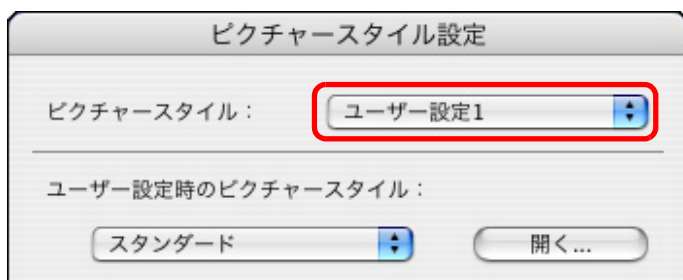 ピクチャースタイル設定
ピクチャースタイル： ユーザー設定1
ユーザー設定時のピクチャースタイル：
スタンダード 開く...